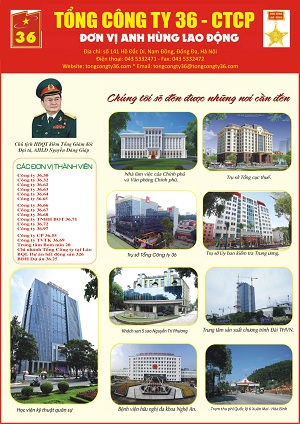 36
TỔNG CÔNG TY 36 - CTCP
ĐƠN VỊ ANH HÙNG LAO ĐỘNG
Địa chỉ: số 141 Hồ Đắc Di, Nam Đồng, Đống Đa, Hà Nội
Điện thoại: 043 5332471 - Fax: 043 5332472
Website: tongcongty36.com * Email: tongcongty36@tongcongty36.com
Chúng tôi sẽ đến được những nơi cần đến
Chủ tịch HĐQT kiêm Tổng Giám đốc
Đại tá, AHLĐ Nguyễn Đăng Giáp
CÁC ĐƠN VỊ THÀNH VIÊN
Công ty 36.30
Công ty 36.32
Công ty 36.62
Công ty 36.63
Công ty 36.64
Công ty 36.65
Công ty 36.66
Công ty 36.67
Công ty 36.68
Công ty TNHH BOT 36.71
Công ty 36.72
Công ty 36.97
Công ty CP 36.55
Công ty TVTK 36.69
Trung tâm Bom mìn 20
Chi nhánh Tổng Công ty tại Lào
BQL Dự án bất động sản 326
BĐH Dự án 36.25
Nhà làm việc của Chính phủ
và Văn phòng Chính phủ.
Trụ sở Tổng cục thuế.
Trụ sở Tổng Công ty 36
Trụ sở Ủy ban kiểm tra Trung ương.
Khách sạn 5 sao Nguyễn Tri Phương
Trung tâm sản xuất chương trình Đài THVN.
Học viện kỹ thuật quân sự
Bệnh viện hữu nghị đa khoa Nghệ An.
Trạm thu phí Quốc lộ 6 Xuân Mai - Hòa Bình